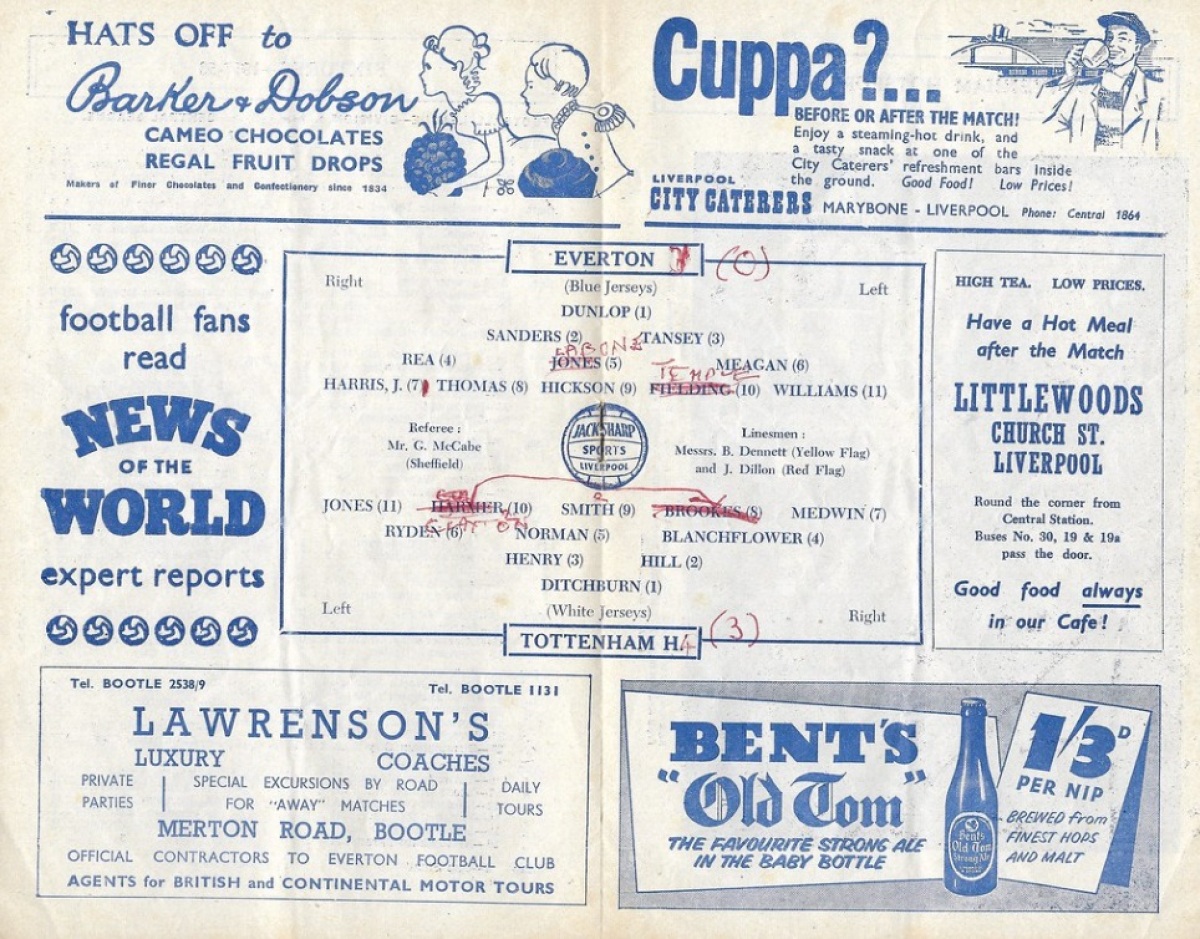 HATS OFF to
Barker & Dobson
CAMEO CHOCOLATES
REGAL FRUIT DROPS
Makers of Finer Chocolates and Confectionery since 1834
Cuppa?...
BEFORE OR AFTER THE MATCH!
Enjoy a steaming-hot drink, and
a tasty snack at one of the
City Caterers' refreshment bars inside
the ground. Good Food! Low Prices!
LIVERPOOL
CITY CATERERS MARYBONE - LIVERPOOL Phone: Central 1864
football fans
read
NEWS
OF THE
WORLD
expert reports
EVERTON (0)
Right
(Blue Jerseys)
Left
DUNLOP (1)
SANDERS (2) TANSEY (3)
LABONE
REA (4) JONES (5) MEAGAN (6)
TEMPLE
HARRIS, J. (7) THOMAS (8) HICKSON (9) FIELDING (10) WILLIAMS (11)
Referee :
Mr. G. McCabe
(Sheffield)
JACK SHARP
SPORTS
LIVERPOOL
Linesmen :
Messrs. B. Dennett (Yellow Flag)
and J. Dillon (Red Flag)
2
JONES (11) HARMER (10) SMITH (9) BROOKES (8) MEDWIN (7)
RYDEN (6) NORMAN (5) BLANCHFLOWER (4)
HENRY (3) HILL (2)
DITCHBURN (1)
Left
(White Jerseys)
Right
TOTTENHAM H. 4 (3)
HIGH TEA. LOW PRICES.
Have a Hot Meal
after the Match
LITTLEWOODS
CHURCH ST.
LIVERPOOL
Round the corner from
Central Station.
Buses No. 30, 19 & 19a
pass the door.
Good food always
in our Cafe!
Tel. BOOTLE 2538/9 Tel. BOOTLE 1131
LAWRENSON'S
LUXURY COACHES
PRIVATE PARTIES
SPECIAL EXCURSIONS BY ROAD
FOR "AWAY" MATCHES
DAILY TOURS
MERTON ROAD, BOOTLE
OFFICIAL CONTRACTORS TO EVERTON FOOTBALL CLUB
AGENTS for BRITISH and CONTINENTAL MOTOR TOURS
BENT'S
"Old Tom"
THE FAVOURITE STRONG ALE
IN THE BABY BOTTLE
Bent's
Old Tom
Strong Ale
1/3D
PER NIP
BREWED from
FINEST HOPS
AND MALT